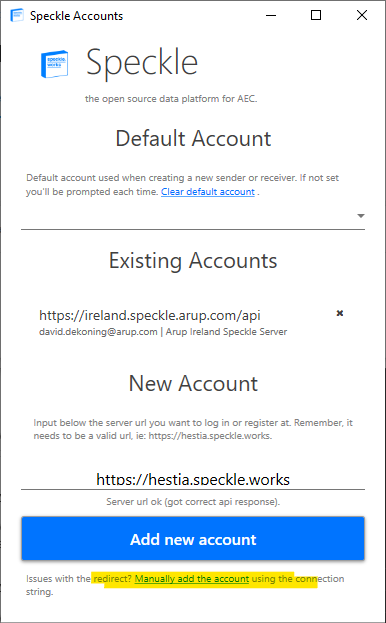 Speckle Accounts
speckle
works
Speckle
the open source data platform for AEC.
Default Account
Default account used when creating a new sender or receiver. If not set
you'll be prompted each time. Clear default account .
Existing Accounts
https://ireland.speckle.arup.com/api
david.dekoning@arup.com | Arup Ireland Speckle Server
New Account
Input below the server url you want to log in or register at. Remember, it
needs to be a valid url, ie: https://hestia.speckle.works.
https://hestia.speckle.works
Server url ok (got correct api response).
Add new account
Issues with the redirect? Manually add the account using the connection
string.